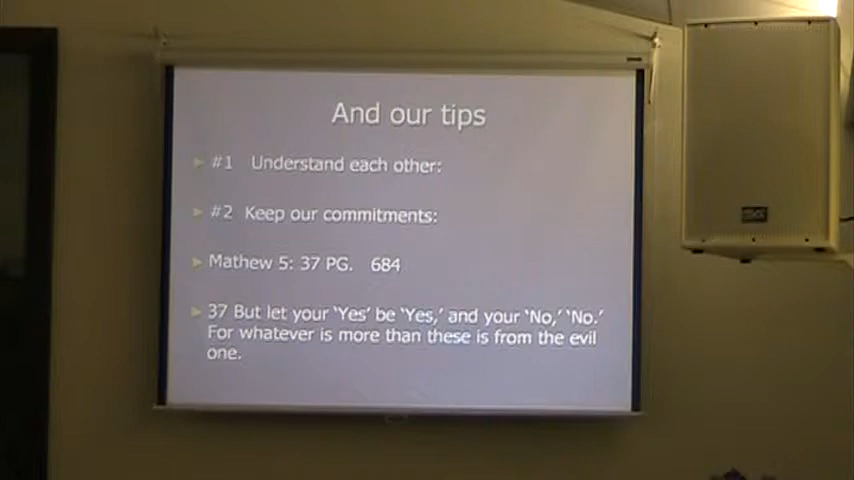 And our tips
#1 Understand each other:
#2 Keep our commitments:
Mathew 5: 37 PG. 684
37 But let your ‘Yes’ be ‘Yes,’ and your ‘No,’ ‘No.’
For whatever is more than these is from the evil
one.